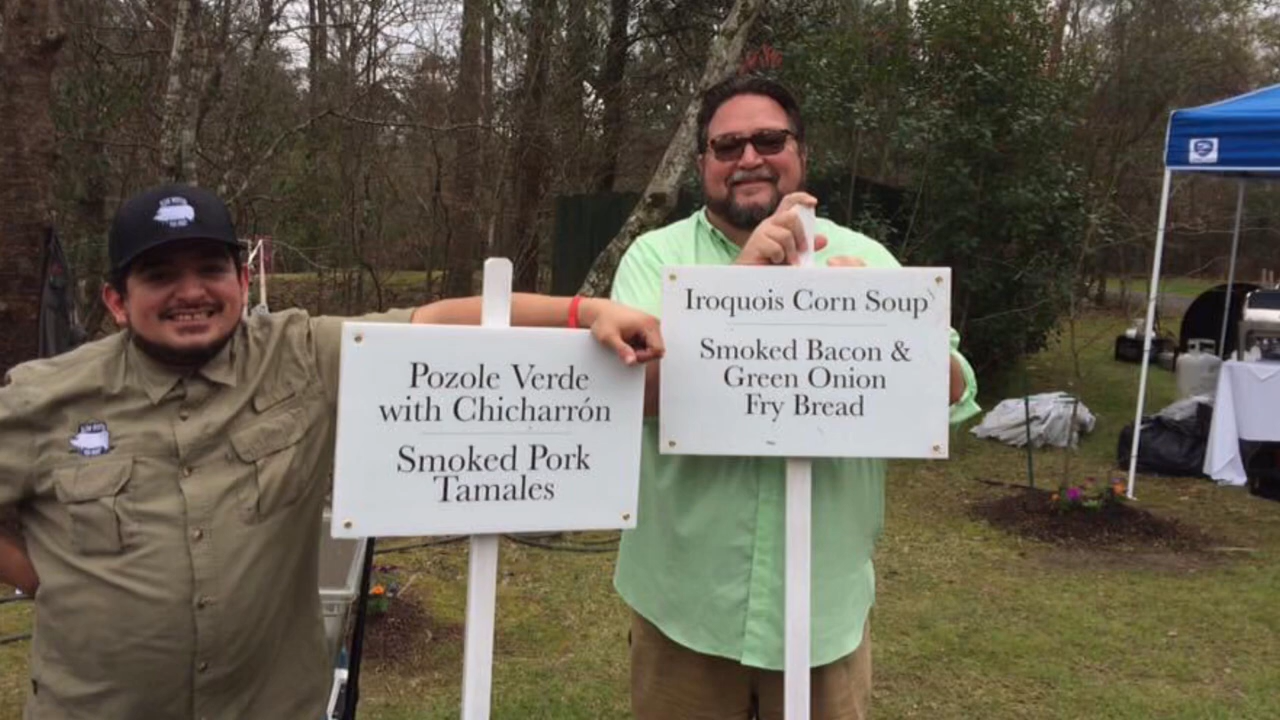 Pozole Verde
with Chicharrón
Smoked Pork
Tamales
Iroquois Corn Soup
Smoked Bacon &
Green Onion
Fry Bread